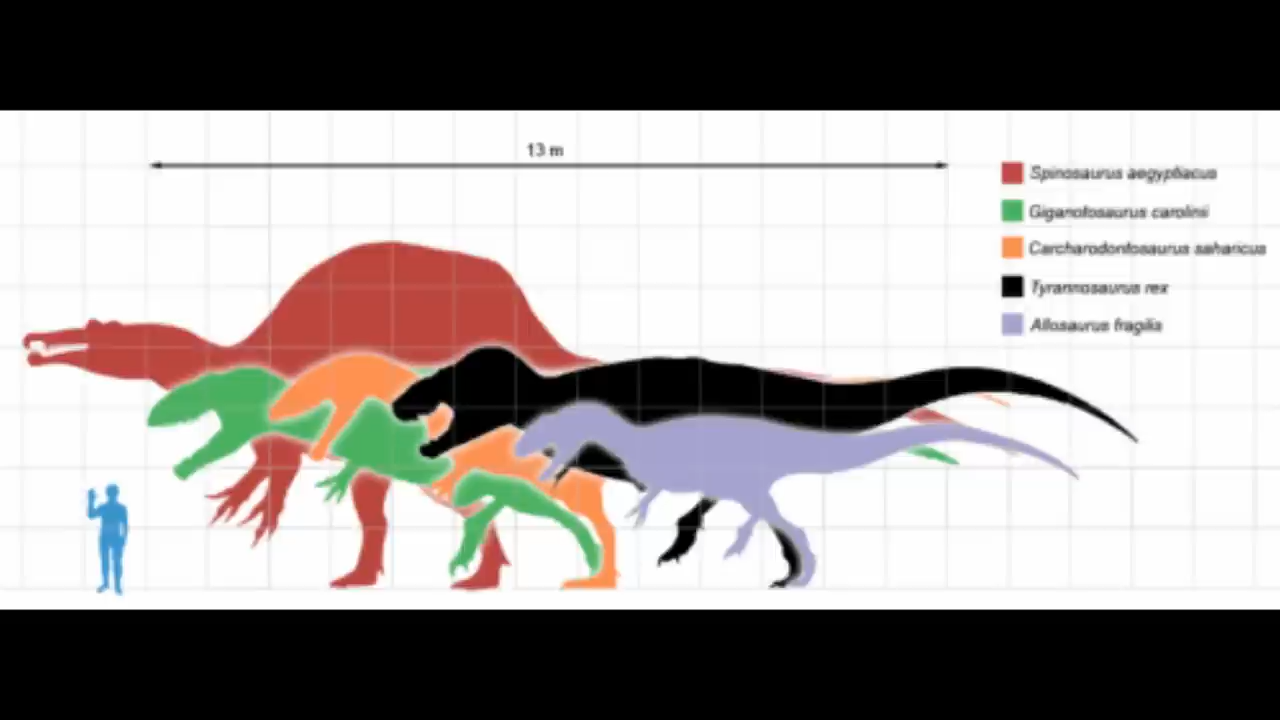 13 m
Spinosaurus aegyptiacus
Giganotosaurus carolinii
Carcharodontosaurus saharicus
Tyrannosaurus rex
Allosaurus fragilis